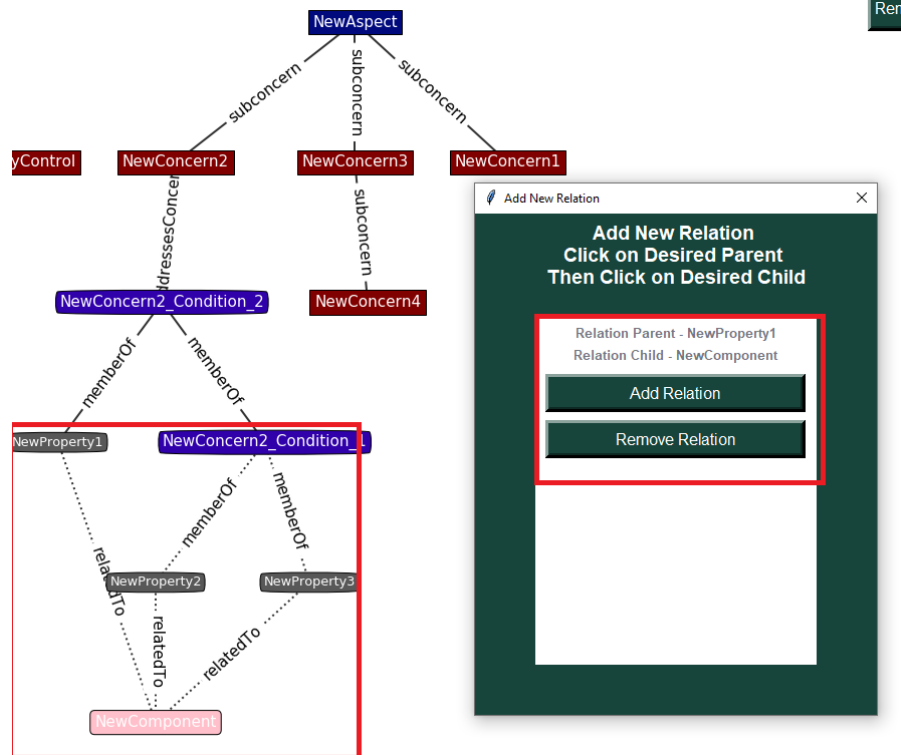 NewAspect
Rem
subconcern
subconcern
subconcern
yControl
NewConcern2
NewConcern3
NewConcern1
ddressesConcer
subconcern
NewConcern2_Condition_2
NewConcern4
memberOf
memberOf
NewProperty1
NewConcern2_Condition_1
memberOf
memberOf
relatedTo
NewProperty2
NewProperty3
relatedTo
relatedTo
NewComponent
Add New Relation
Add New Relation
Click on Desired Parent
Then Click on Desired Child
Relation Parent - NewProperty1
Relation Child - NewComponent
Add Relation
Remove Relation